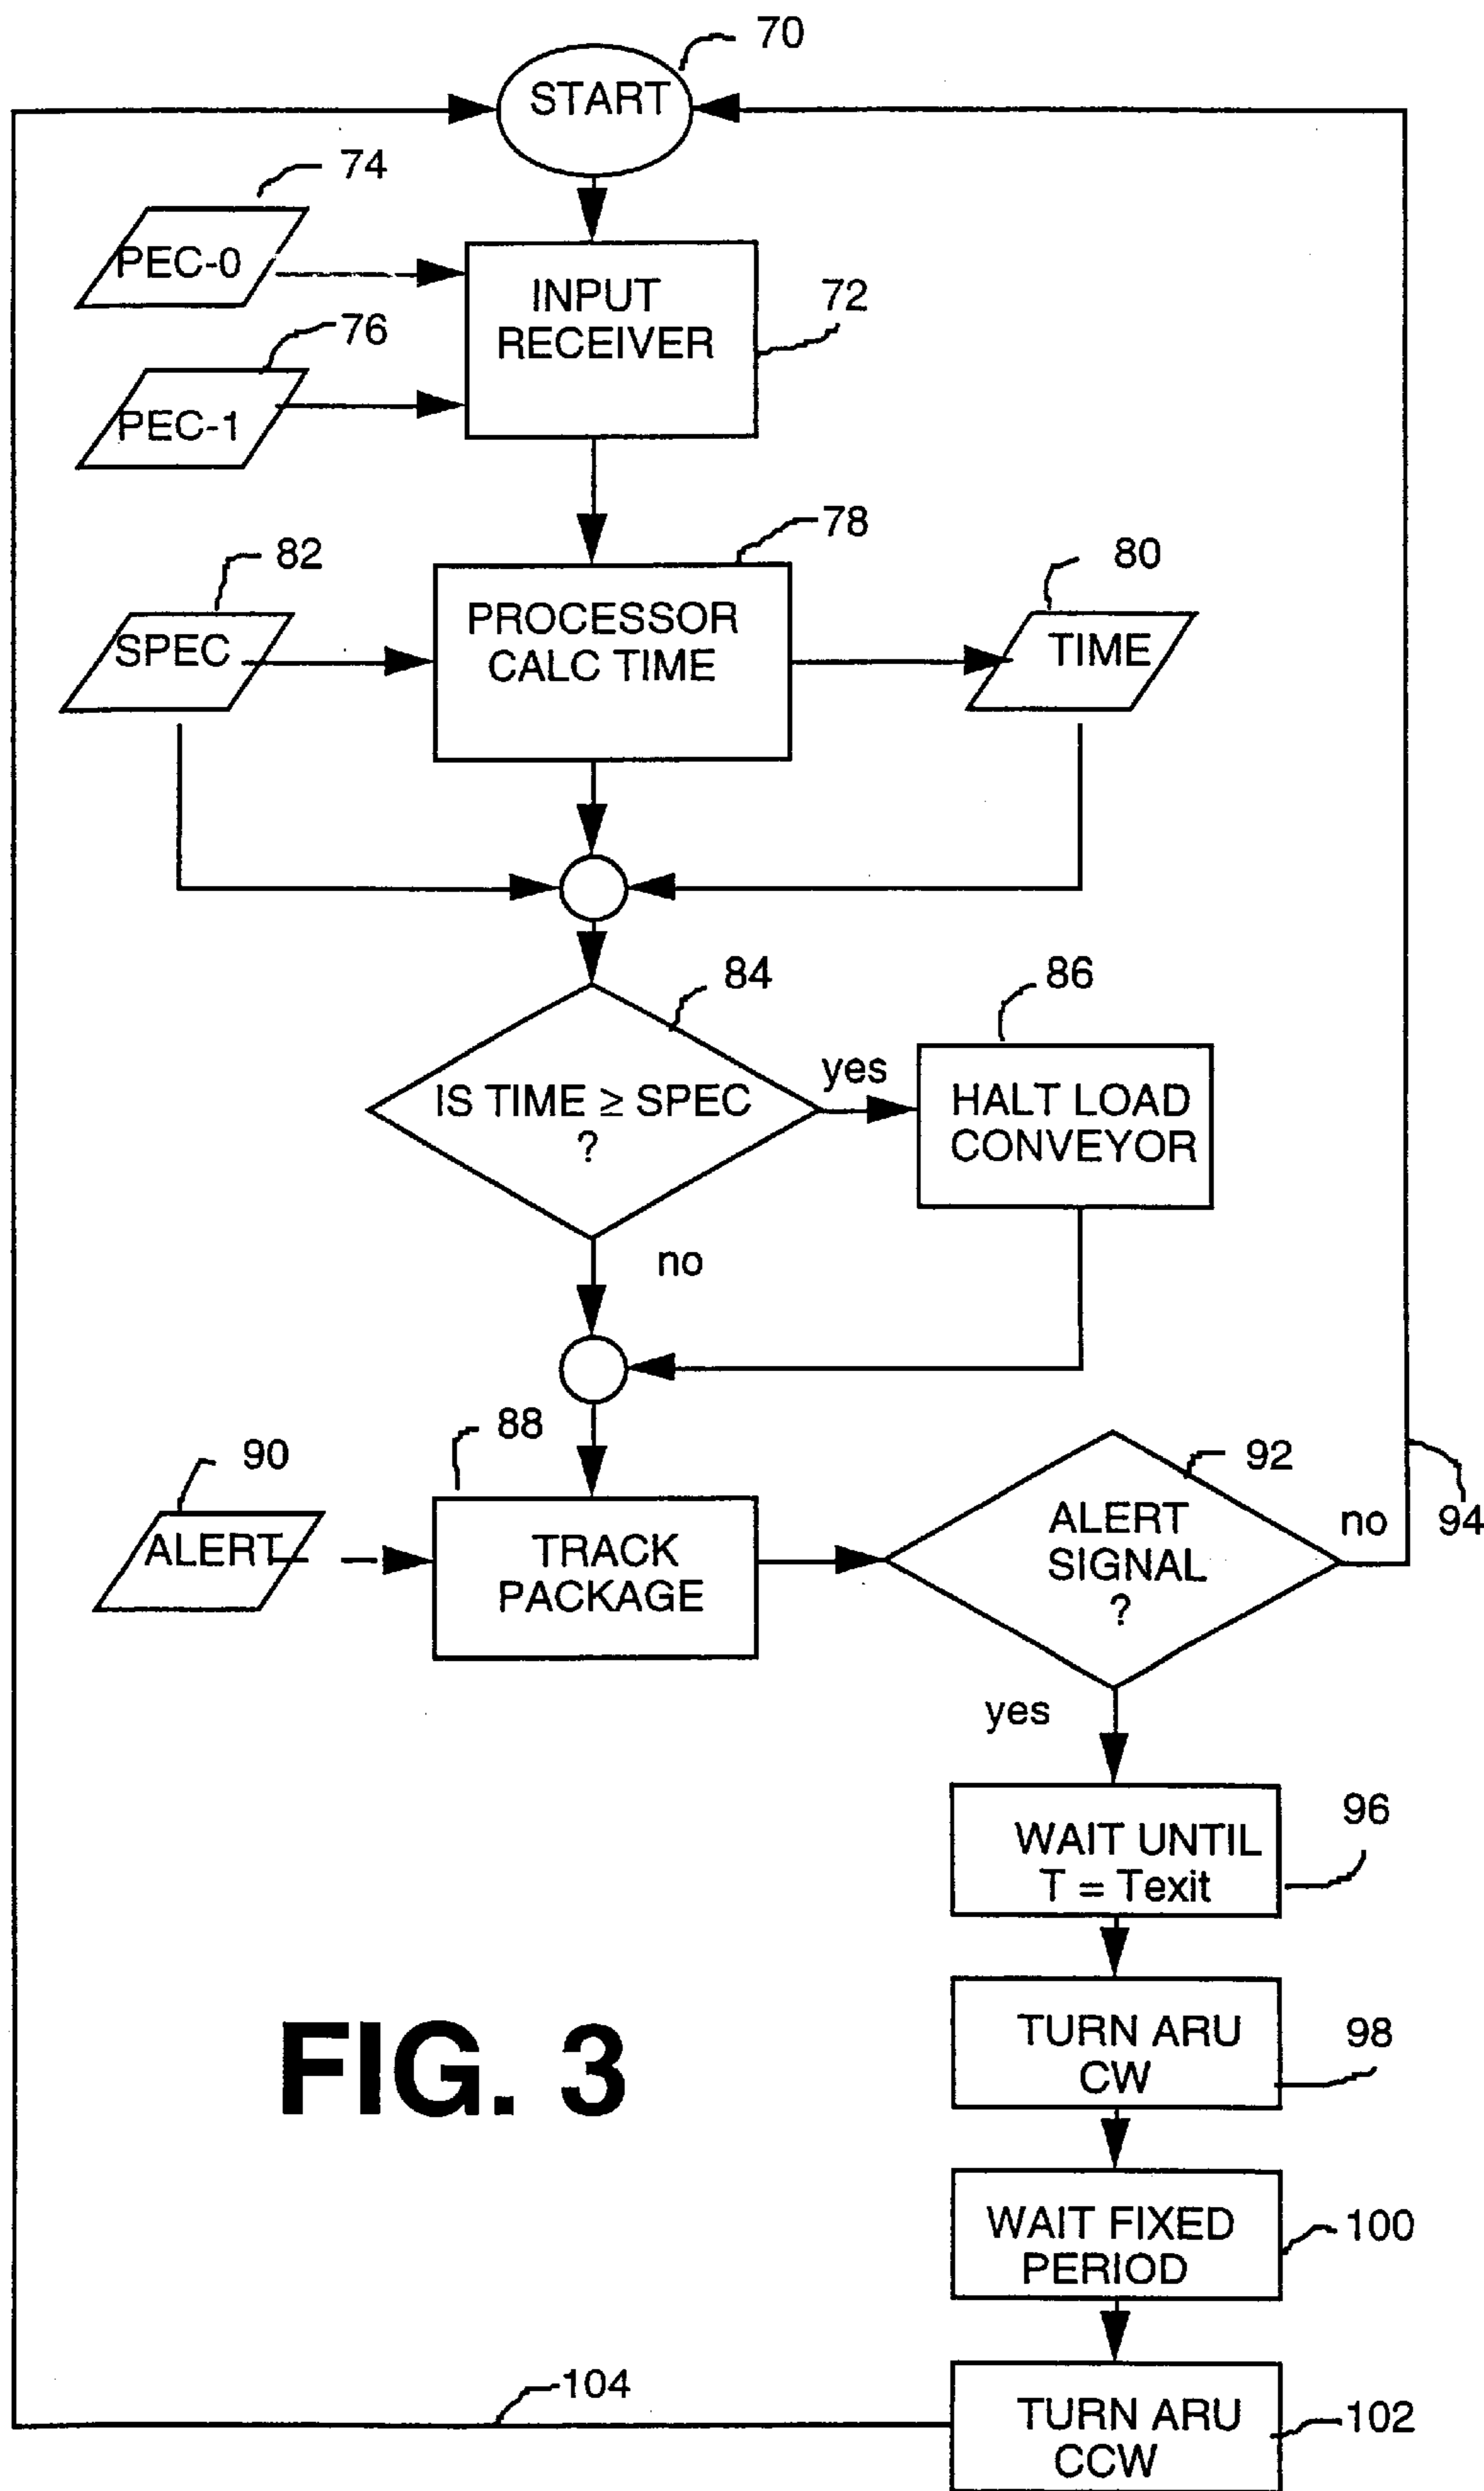 70
START
74
PEC-0
INPUT
RECEIVER
72
76
PEC-1
78
82
80
SPEC
PROCESSOR
CALC TIME
TIME
84
86
IS TIME ≥ SPEC
?
yes
HALT LOAD
CONVEYOR
no
88
90
92
ALERT
TRACK
PACKAGE
ALERT
SIGNAL
?
no
94
yes
WAIT UNTIL
T = Texit
96
TURN ARU
CW
98
FIG. 3
WAIT FIXED
PERIOD
100
104
TURN ARU
CCW
102